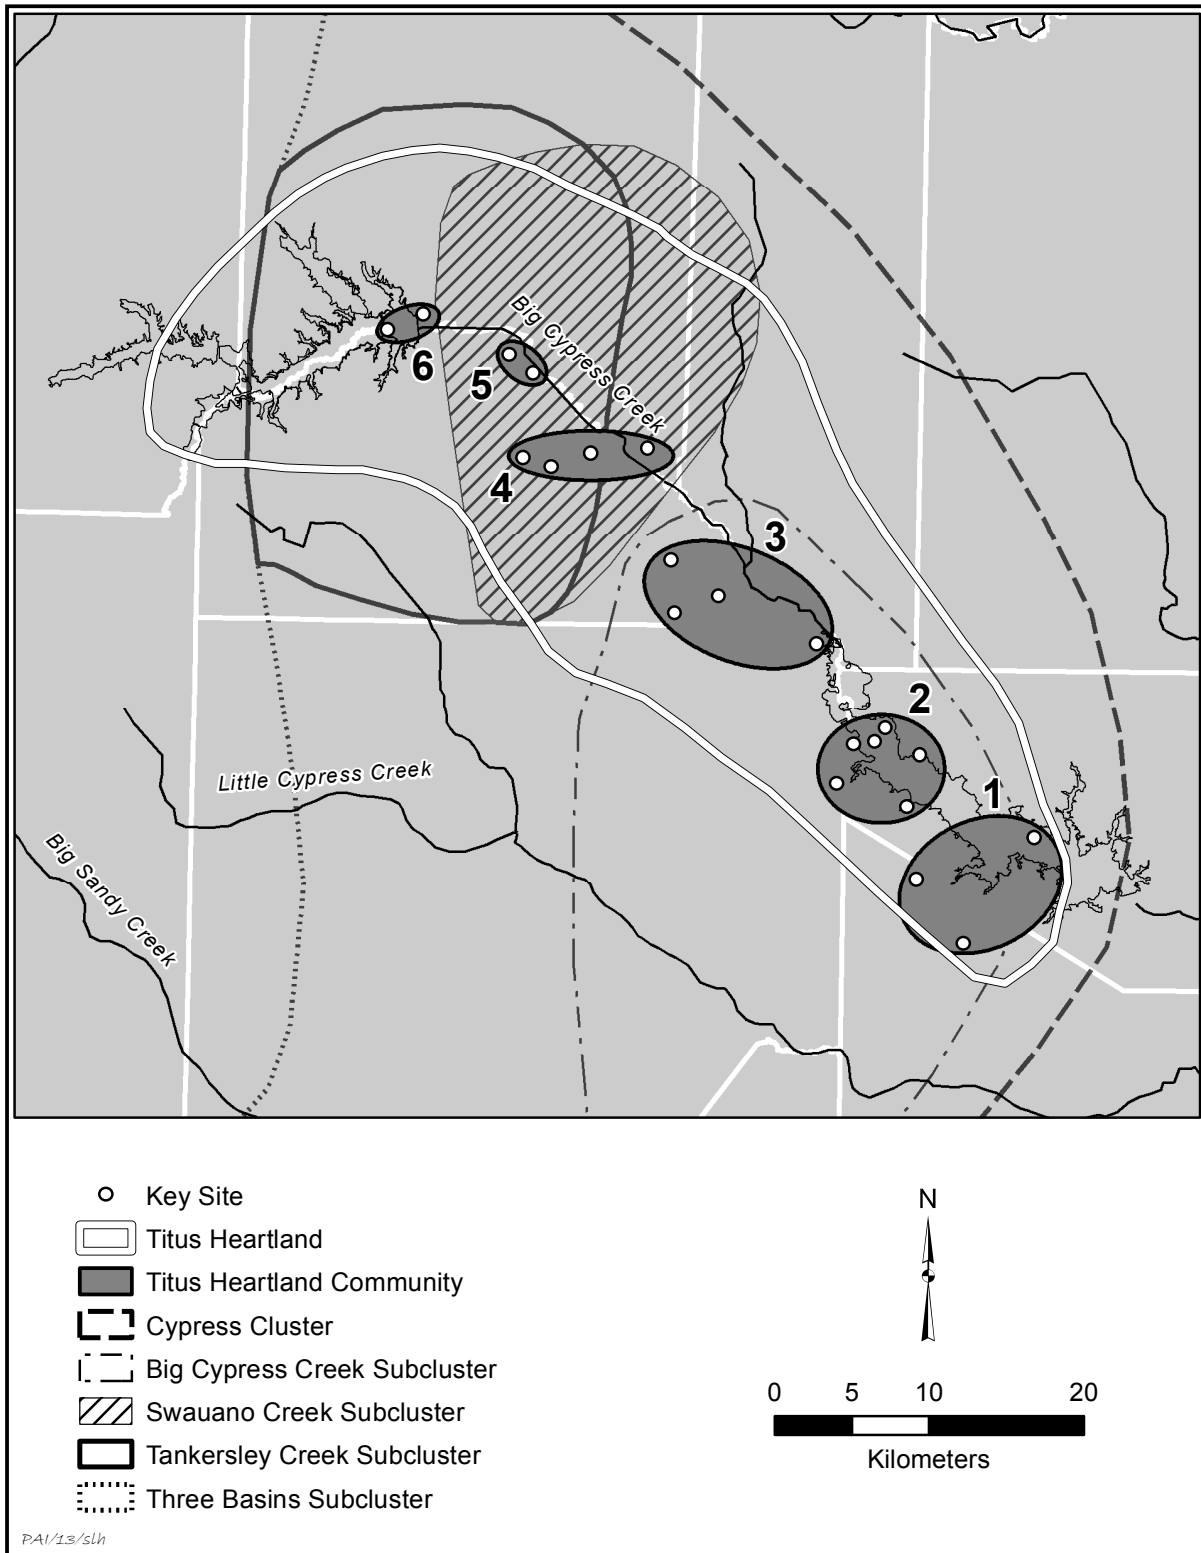 Big Cypress Creek
6
5
4
3
2
1
Little Cypress Creek
Big Sandy Creek
Key Site
Titus Heartland
Titus Heartland Community
Cypress Cluster
Big Cypress Creek Subcluster
Swauano Creek Subcluster
Tankersley Creek Subcluster
Three Basins Subcluster
N
0 5 10 20
Kilometers
PAI/13/slh